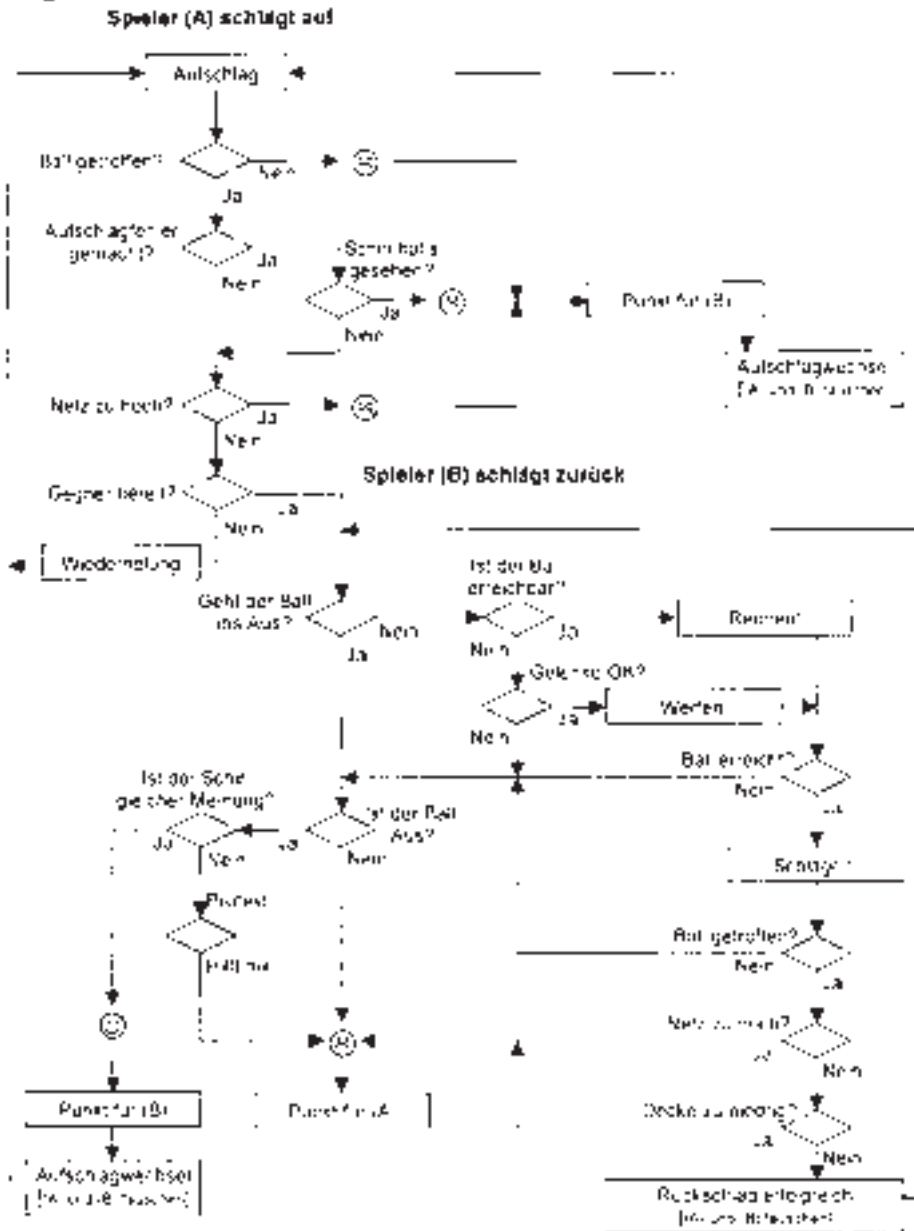 Spieler (A) schlägt auf
Aufschlag
Ball getroffen?
Nein
Ja
Aufschlagfehler
gemacht?
Ja
Nein
gesehen?
Ja
Nein
Punkt für (B)
Aufschlagwechsel
Netz zu hoch?
Ja
Nein
Spieler (B) schlägt zurück
Gegner bereit?
Ja
Nein
Wiederholung
Geht der Ball
ins Aus?
Nein
Ja
Ist der Ball
erreichbar?
Ja
Nein
Rennen!
Gelenke OK?
Ja
Nein
Werfen
Ball erreicht?
Nein
Ja
Ist der Schiri
gleicher Meinung?
Ja
Nein
Ist der Ball
Aus?
Ja
Nein
Schlagen
Protest
Ball getroffen?
Nein
Ja
Netz zu hoch?
Ja
Nein
Punkt für (B)
Punkt für (A)
Decke zu niedrig?
Ja
Nein
Aufschlagwechsel
Rückschlag erfolgreich